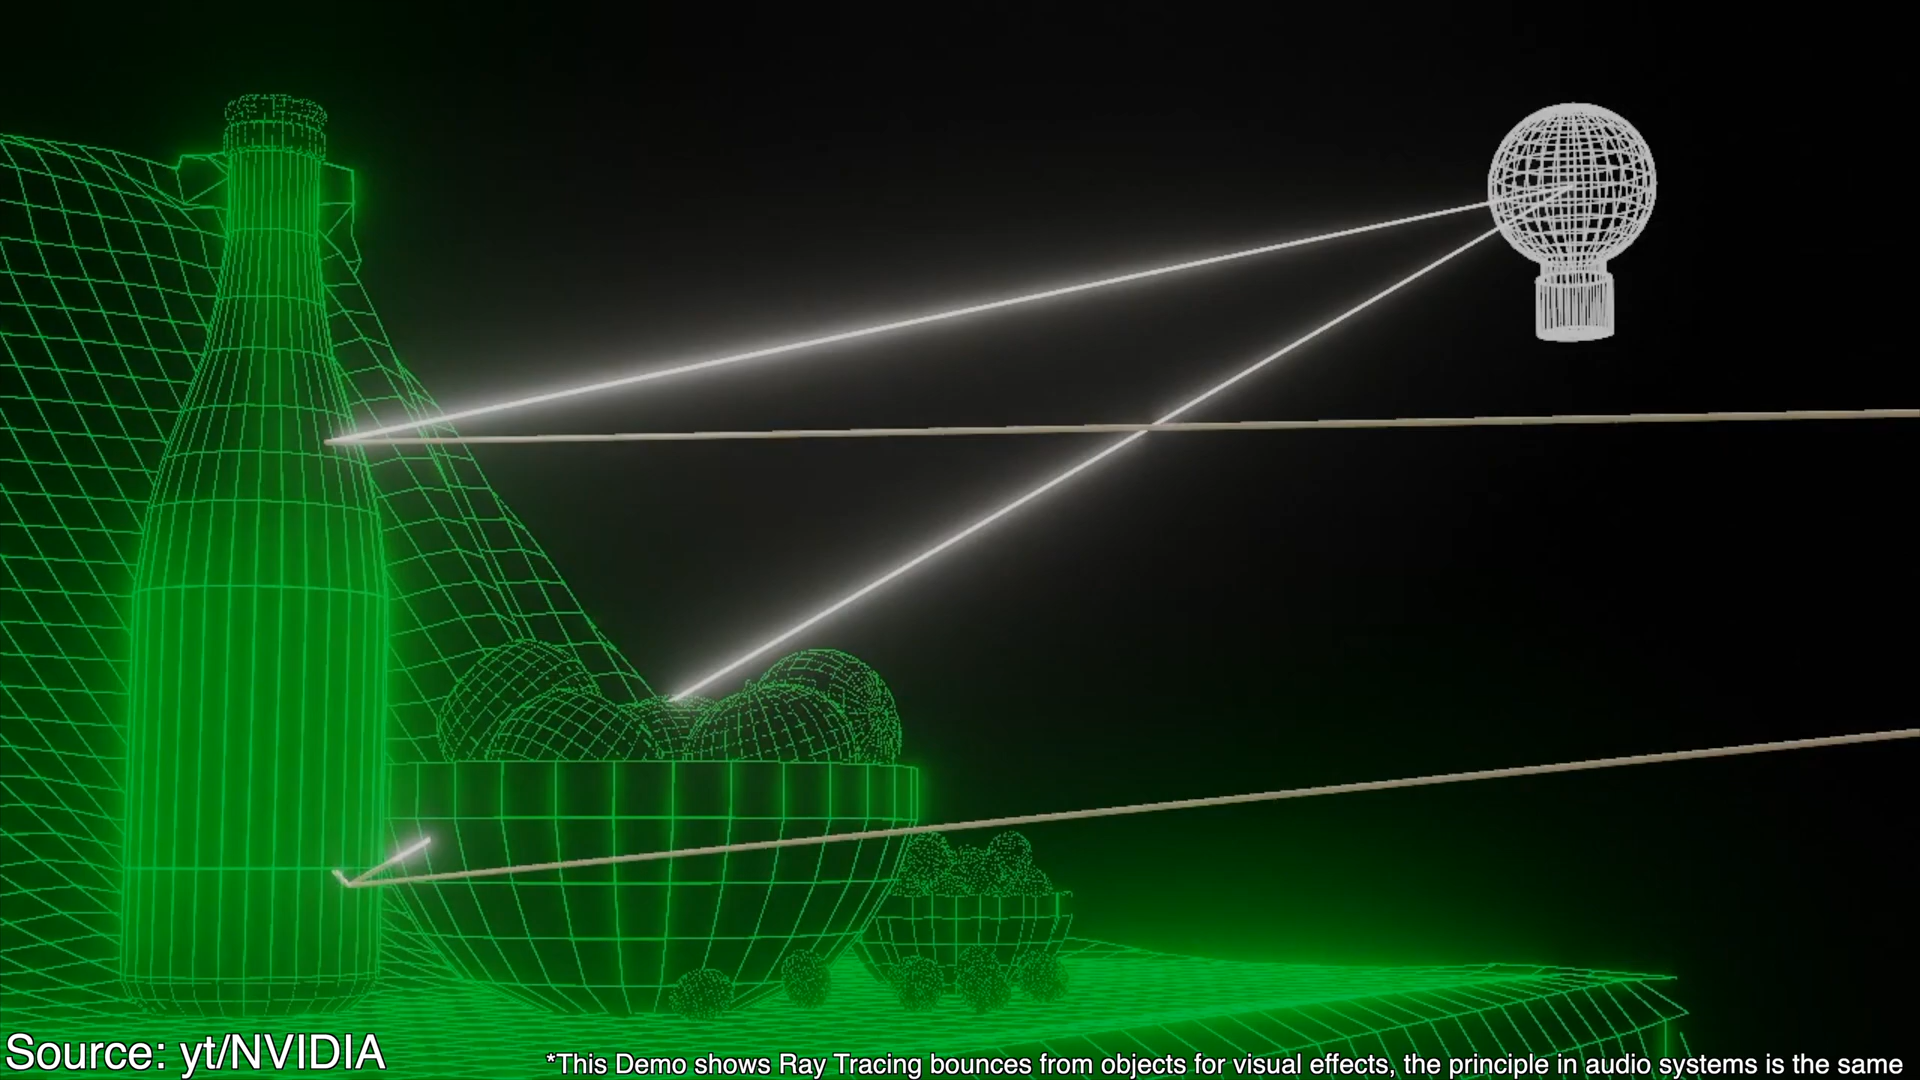 Source: yt/NVIDIA
*This Demo shows Ray Tracing bounces from objects for visual effects, the principle in audio systems is the same